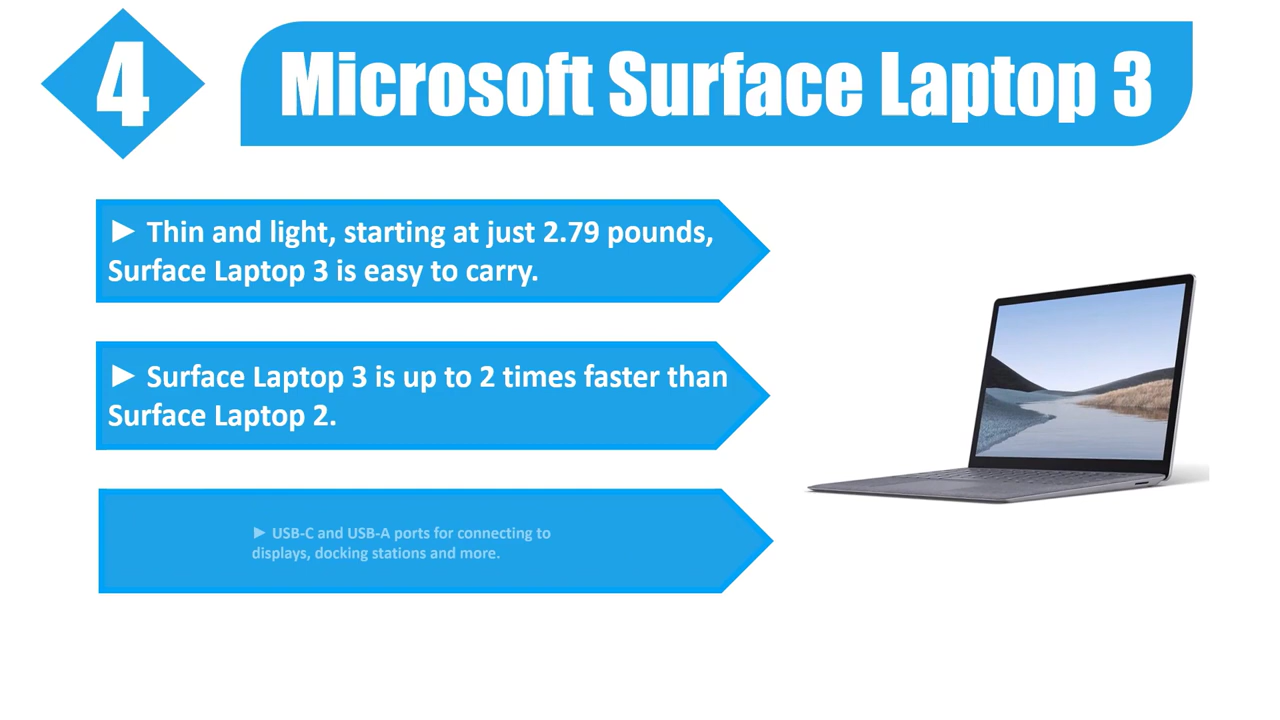 4
Microsoft Surface Laptop 3
► Thin and light, starting at just 2.79 pounds,
Surface Laptop 3 is easy to carry.
► Surface Laptop 3 is up to 2 times faster than
Surface Laptop 2.
► USB-C and USB-A ports for connecting to
displays, docking stations and more.